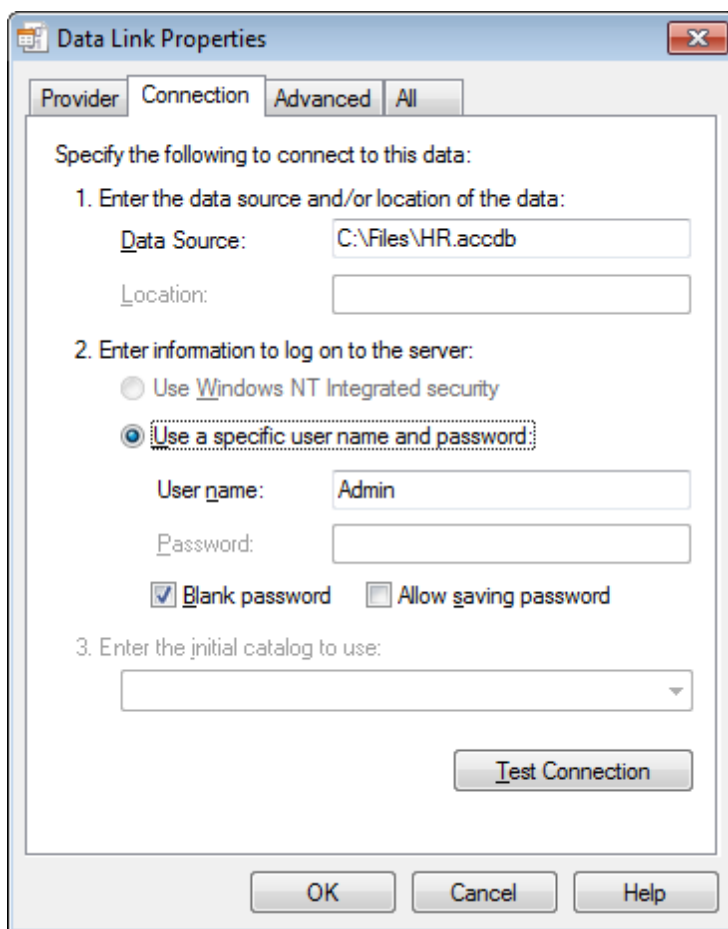 Data Link Properties
Provider Connection Advanced All
Specify the following to connect to this data:
1. Enter the data source and/or location of the data:
Data Source: C:\Files\HR.accdb
Location:
2. Enter information to log on to the server:
Use Windows NT Integrated security
Use a specific user name and password:
User name: Admin
Password:
Blank password Allow saving password
3. Enter the initial catalog to use:
Test Connection
OK Cancel Help